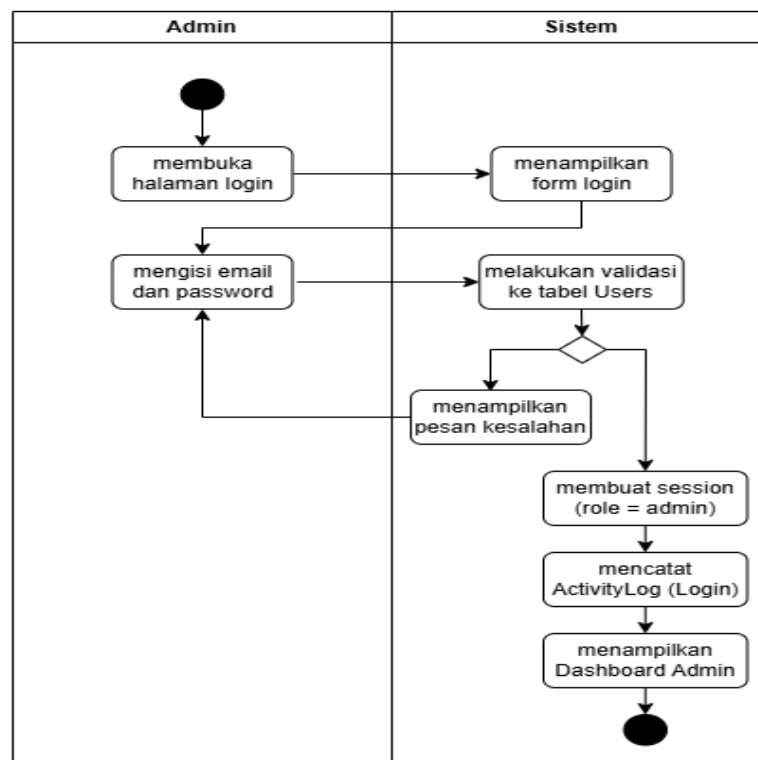 Admin
Sistem
membuka
halaman login
menampilkan
form login
mengisi email
dan password
melakukan validasi
ke tabel Users
menampilkan
pesan kesalahan
membuat session
(role = admin)
mencatat
ActivityLog (Login)
menampilkan
Dashboard Admin